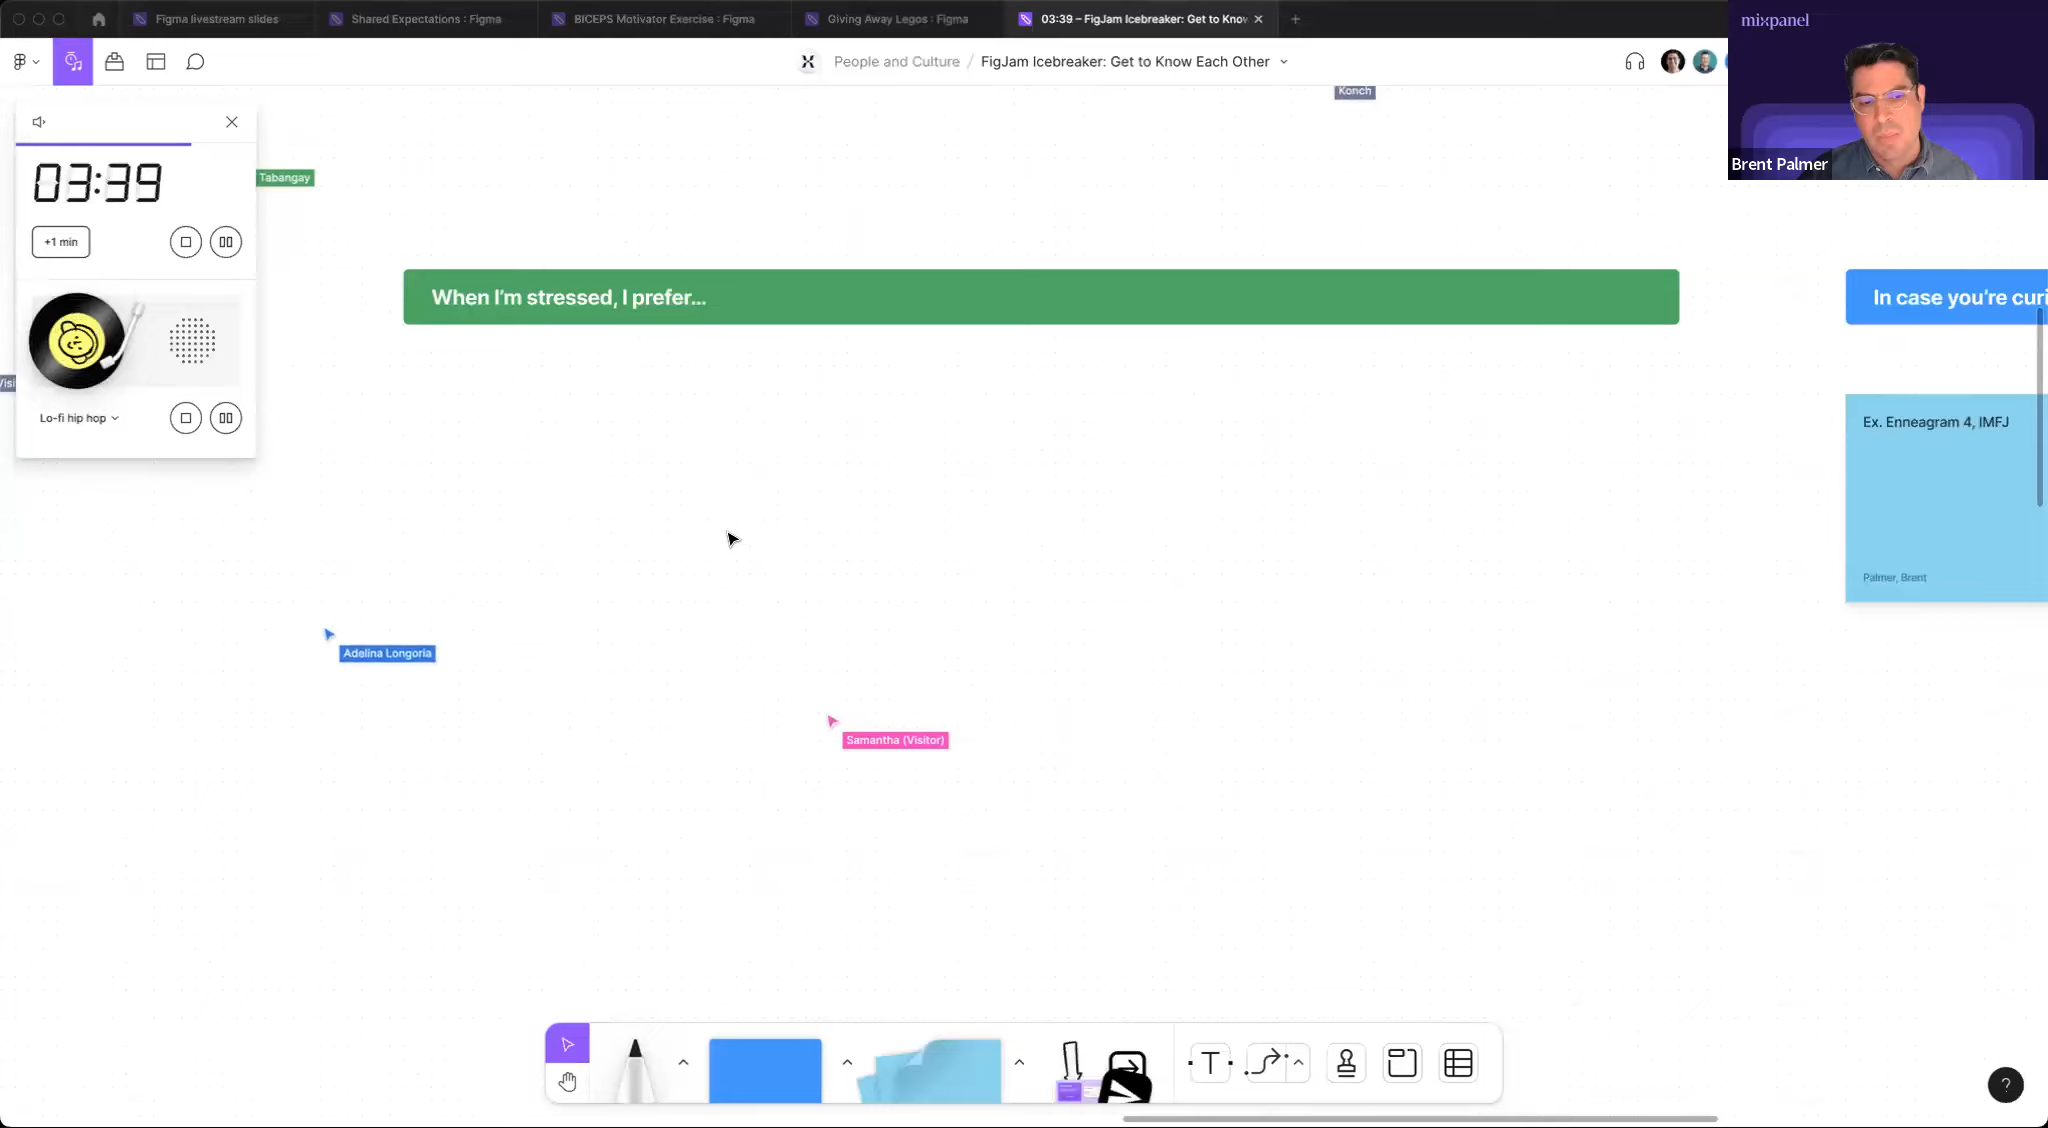 Figma livestream slides
Shared Expectations : Figma
BICEPS Motivator Exercise : Figma
Giving Away Legos : Figma
03:39 – FigJam Icebreaker: Get to Know
mixpanel
People and Culture / FigJam Icebreaker: Get to Know Each Other
Konch
Brent Palmer
03:39
Tabangay
+1 min
When I'm stressed, I prefer...
In case you're curi
Visi
Lo-fi hip hop
Ex. Enneagram 4, IMFJ
Palmer, Brent
Adelina Longoria
Samantha (Visitor)
T
?